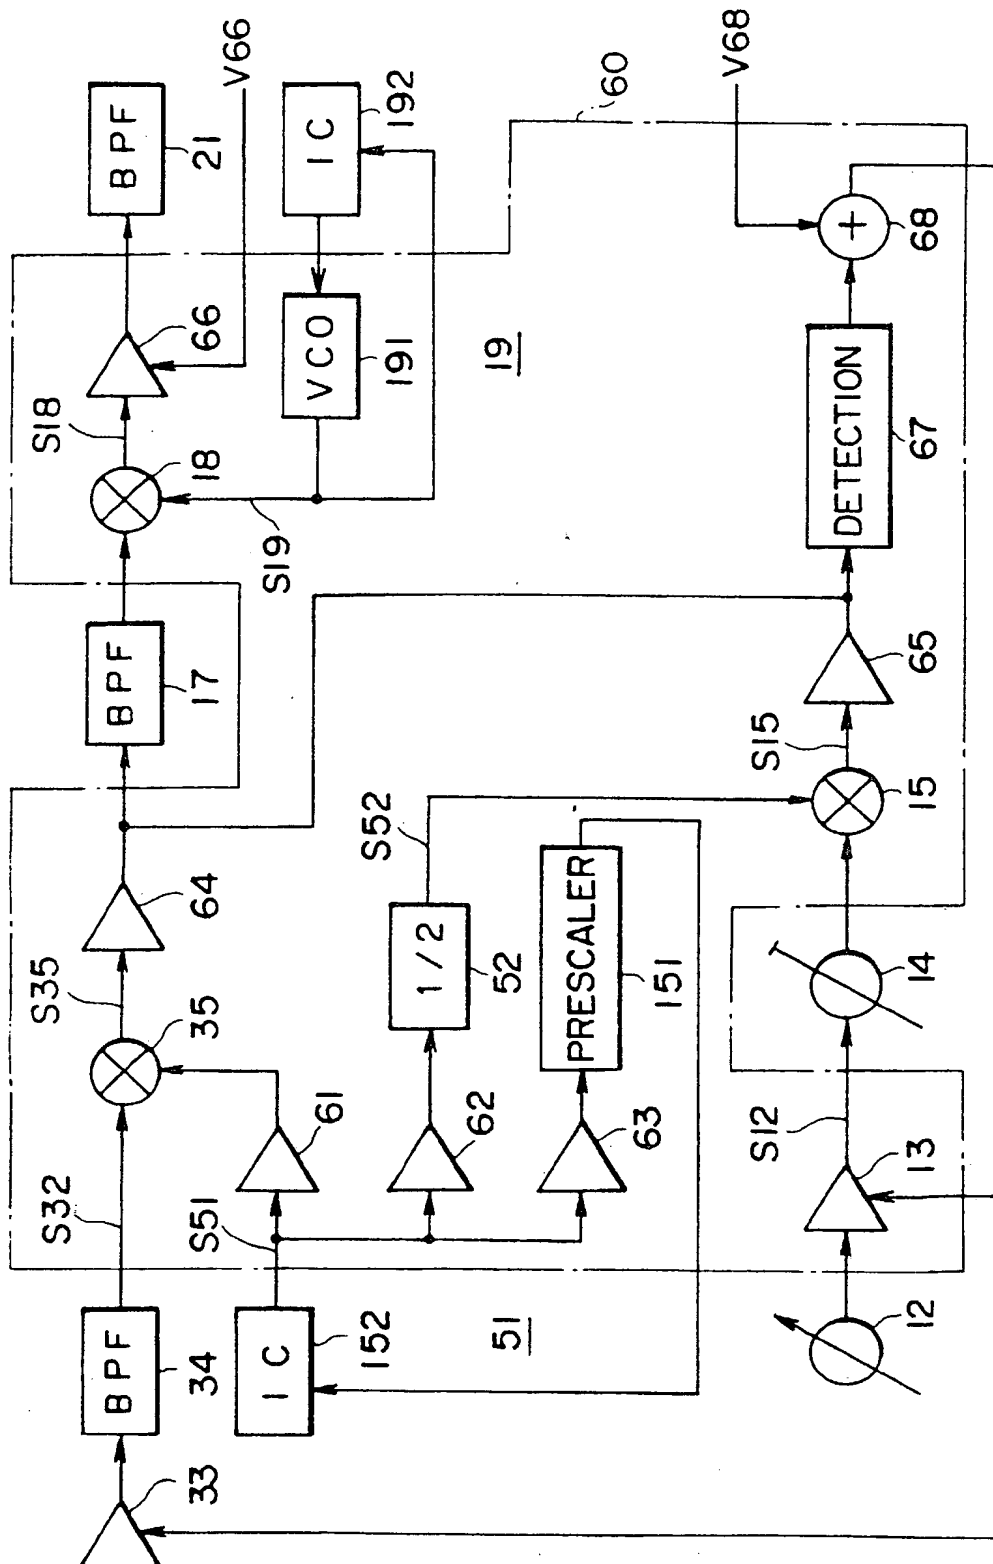 BPF
21
V66
IC
192
60
V68
66
S18
VCO
191
19
+
68
18
S19
DETECTION
67
BPF
17
65
S15
15
64
S52
S35
35
1/2
52
PRESCALER
151
14
61
62
63
S12
13
S32
S51
BPF
34
IC
152
51
12
33